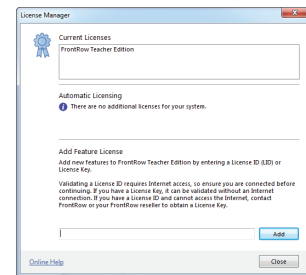 License Manager
Current Licenses
FrontRow Teacher Edition
Automatic Licensing
There are no additional licenses for your system.
Add Feature License
Add new features to FrontRow Teacher Edition by entering a License ID (LID) or
License Key.
Validating a License ID requires Internet access, so ensure you are connected before
continuing. If you have a License Key, it can be validated without an Internet
connection. If you have a License ID and cannot access the Internet, contact
FrontRow or your FrontRow reseller to obtain a License Key.
Add
Online Help
Close